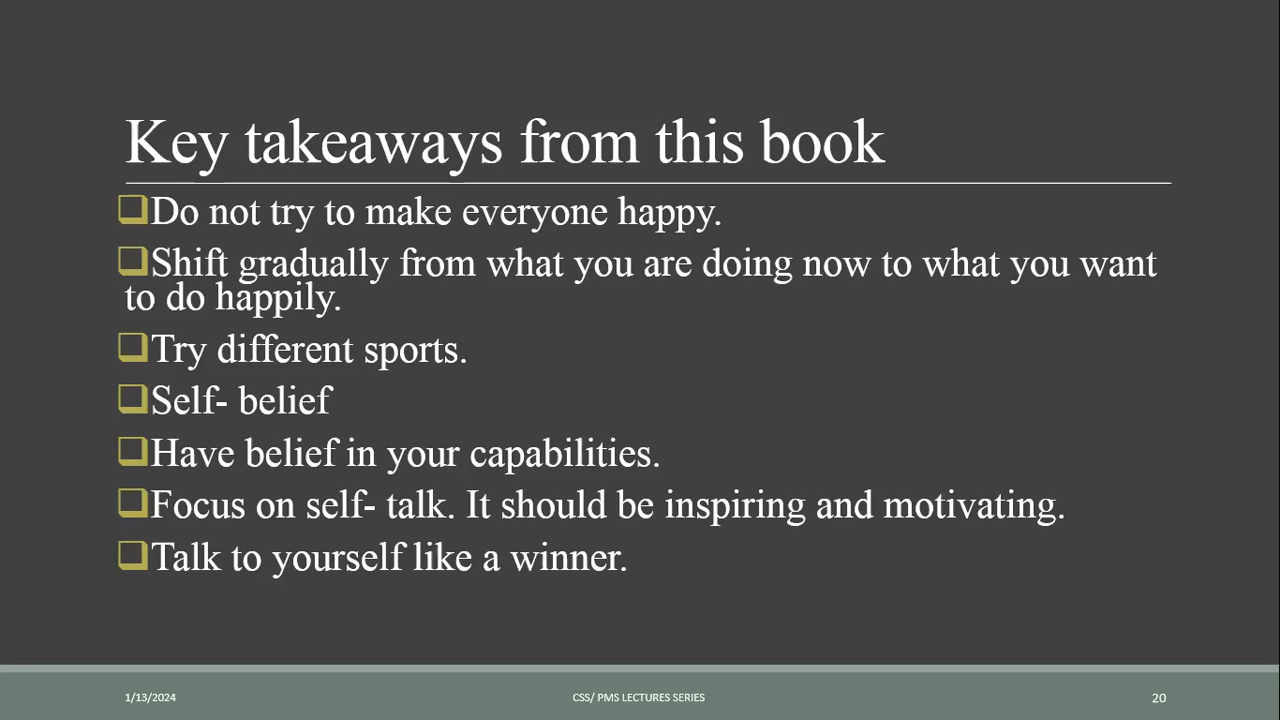 Key takeaways from this book
Do not try to make everyone happy.
Shift gradually from what you are doing now to what you want
to do happily.
Try different sports.
Self- belief
Have belief in your capabilities.
Focus on self- talk. It should be inspiring and motivating.
Talk to yourself like a winner.
1/13/2024
CSS/ PMS LECTURES SERIES
20